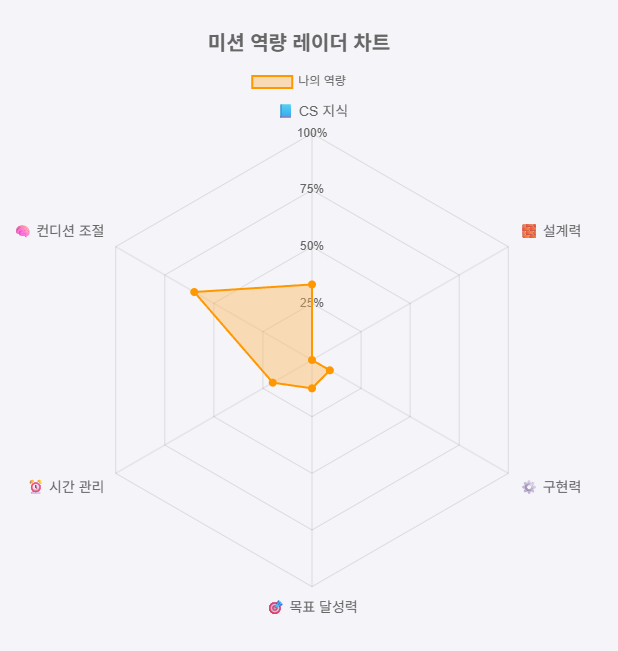 미션 역량 레이더 차트
나의 역량
📘 CS 지식
100%
75%
50%
25%
🧠 컨디션 조절
🧱 설계력
⏰ 시간 관리
⚙️ 구현력
🎯 목표 달성력